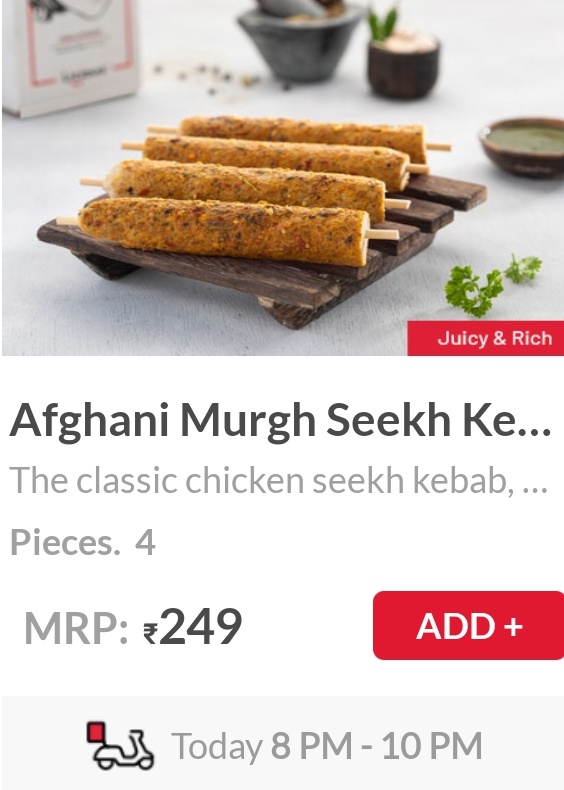 Juicy & Rich
Afghani Murgh Seekh Ke...
The classic chicken seekh kebab, ...
Pieces. 4
MRP: ₹249
ADD +
Today 8 PM - 10 PM